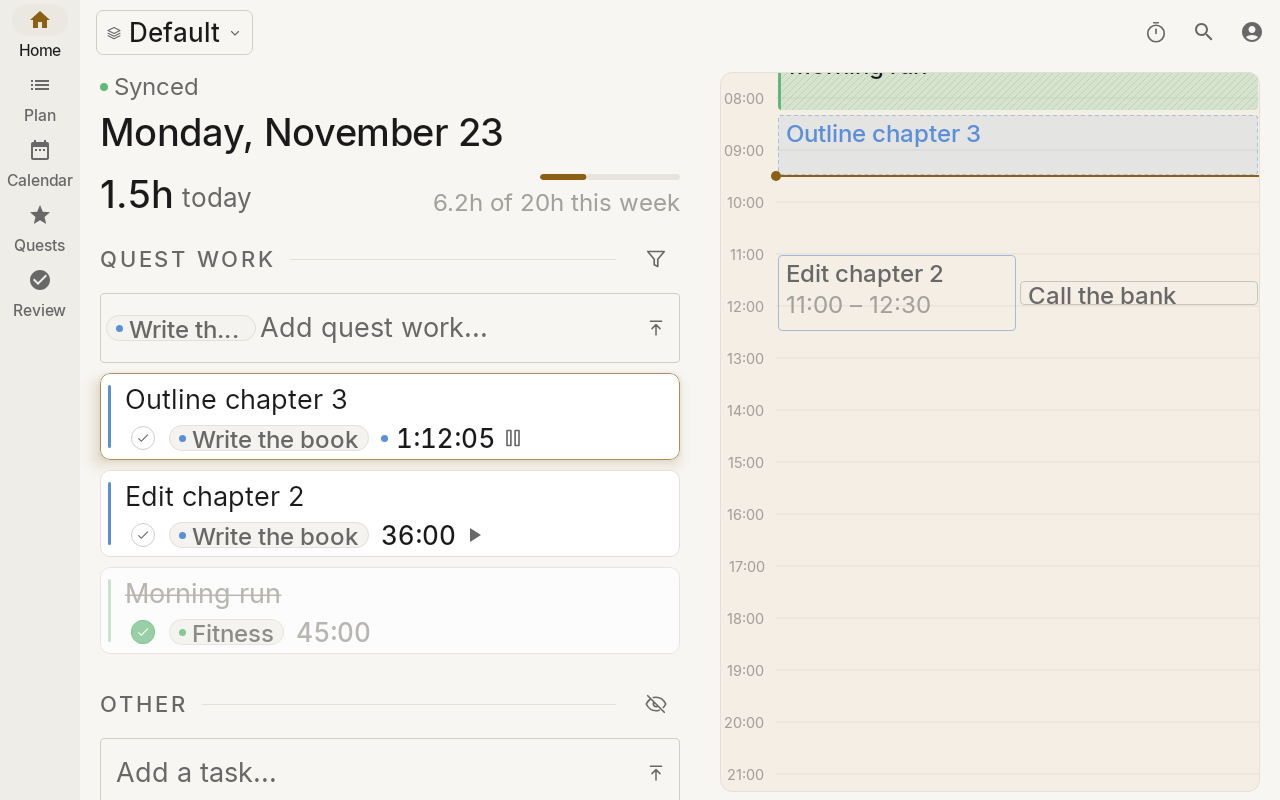 Home
Plan
Calendar
Quests
Review
Default
Synced
Monday, November 23
1.5h today
6.2h of 20h this week
QUEST WORK
Write th... Add quest work...
Outline chapter 3
Write the book 1:12:05
Edit chapter 2
Write the book 36:00
Morning run
Fitness 45:00
OTHER
Add a task...
Morning run
08:00
Outline chapter 3
09:00
10:00
11:00
Edit chapter 2
11:00 – 12:30
Call the bank
12:00
13:00
14:00
15:00
16:00
17:00
18:00
19:00
20:00
21:00